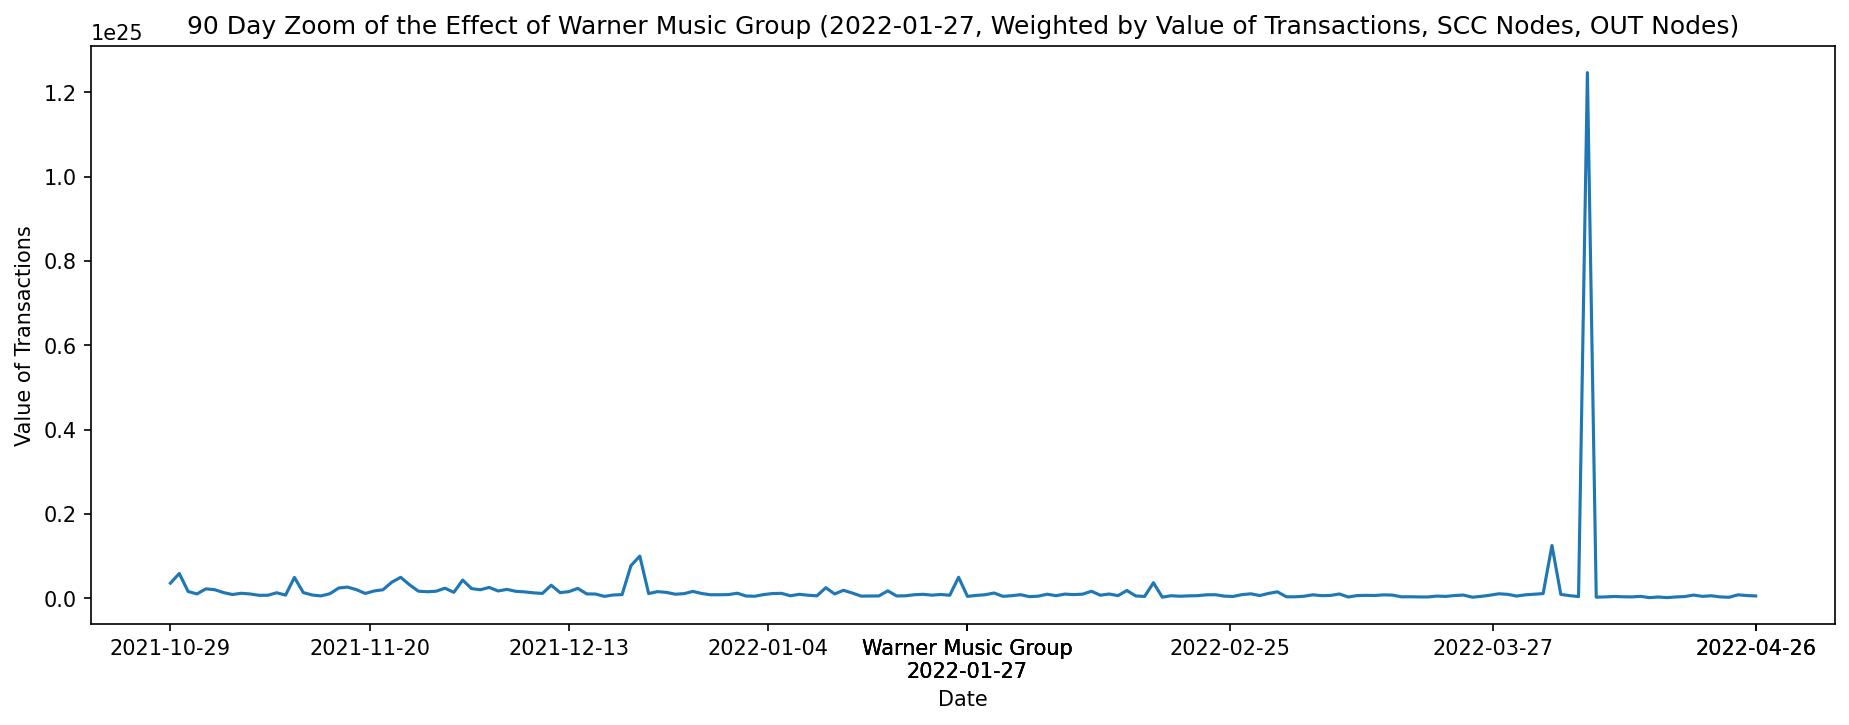 90 Day Zoom of the Effect of Warner Music Group (2022-01-27, Weighted by Value of Transactions, SCC Nodes, OUT Nodes)
1e25
1.2
1.0
0.8
0.6
0.4
0.2
0.0
Value of Transactions
2021-10-29 2021-11-20 2021-12-13 2022-01-04 Warner Music Group 2022-02-25 2022-03-27 2022-04-26
2022-01-27
Date